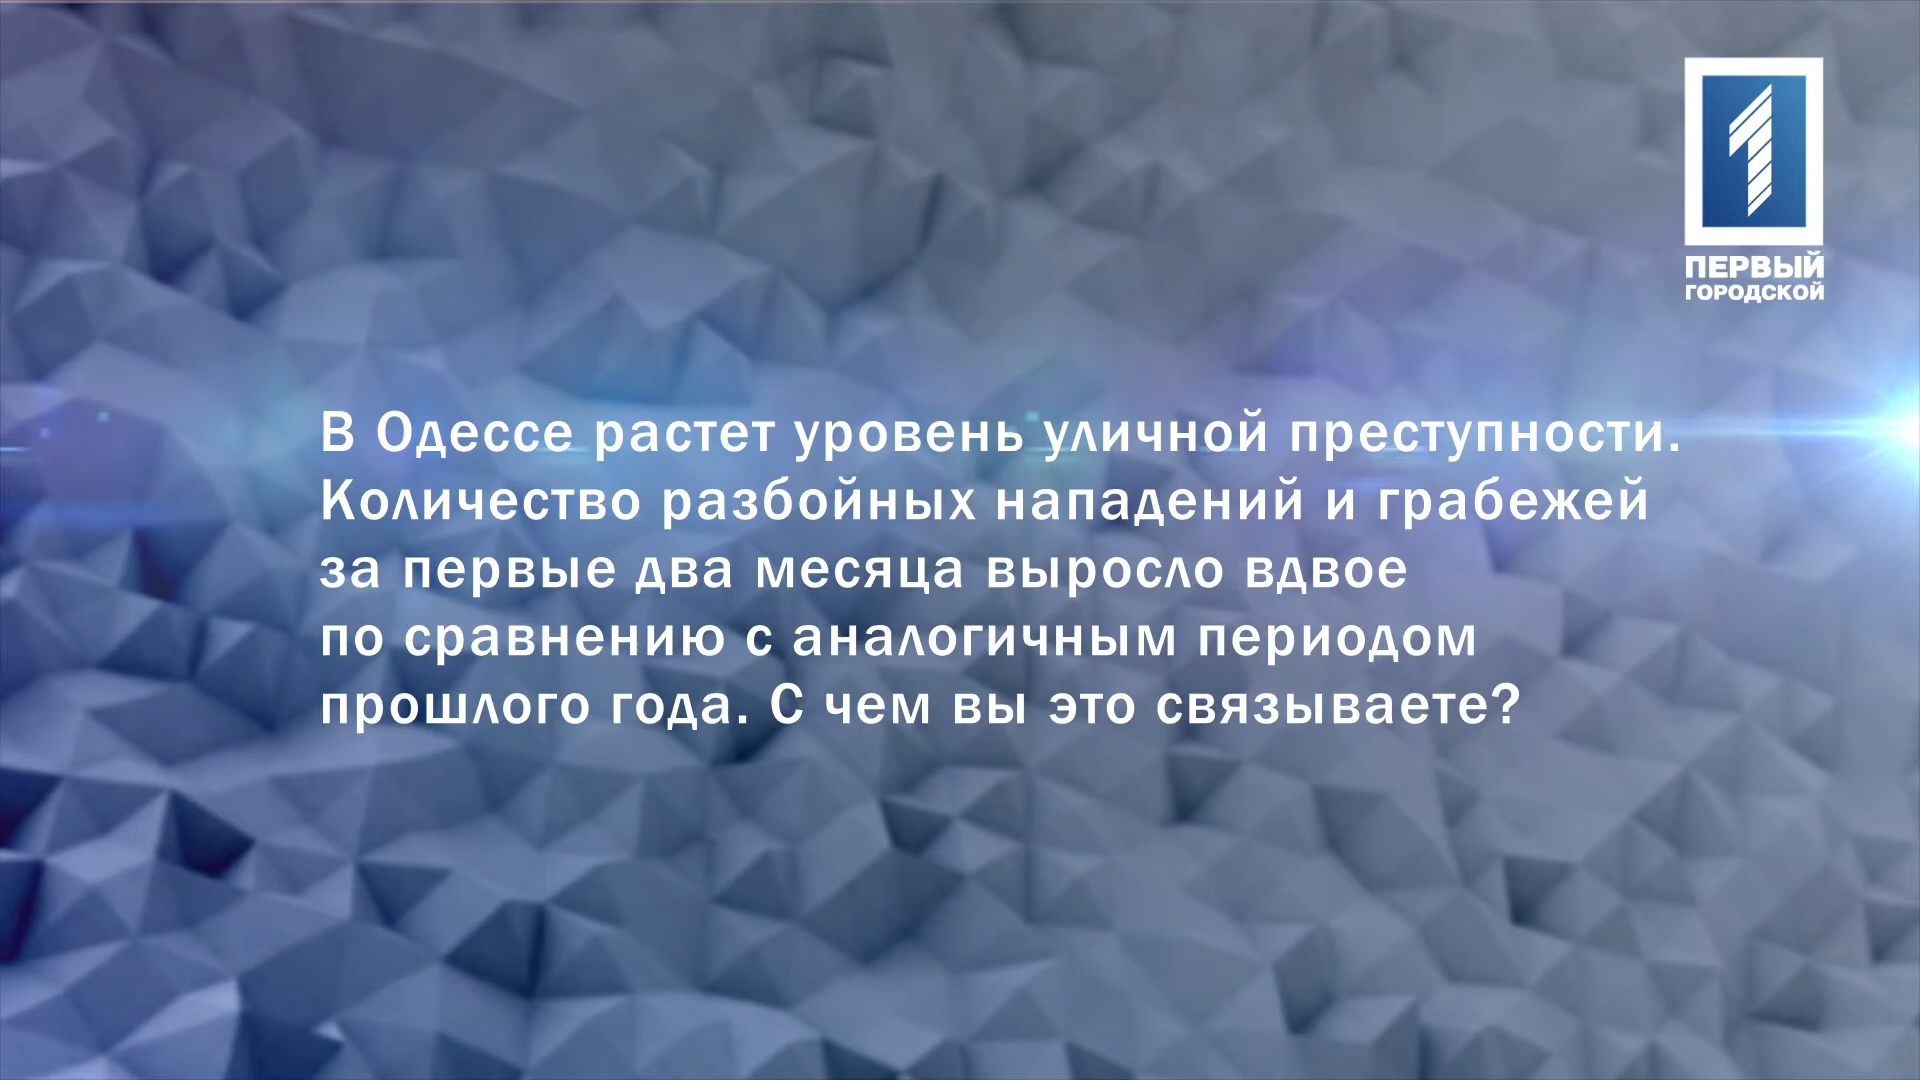 ПЕРВЫЙ
ГОРОДСКОЙ
В Одессе растет уровень уличной преступности.
Количество разбойных нападений и грабежей
за первые два месяца выросло вдвое
по сравнению с аналогичным периодом
прошлого года. С чем вы это связываете?